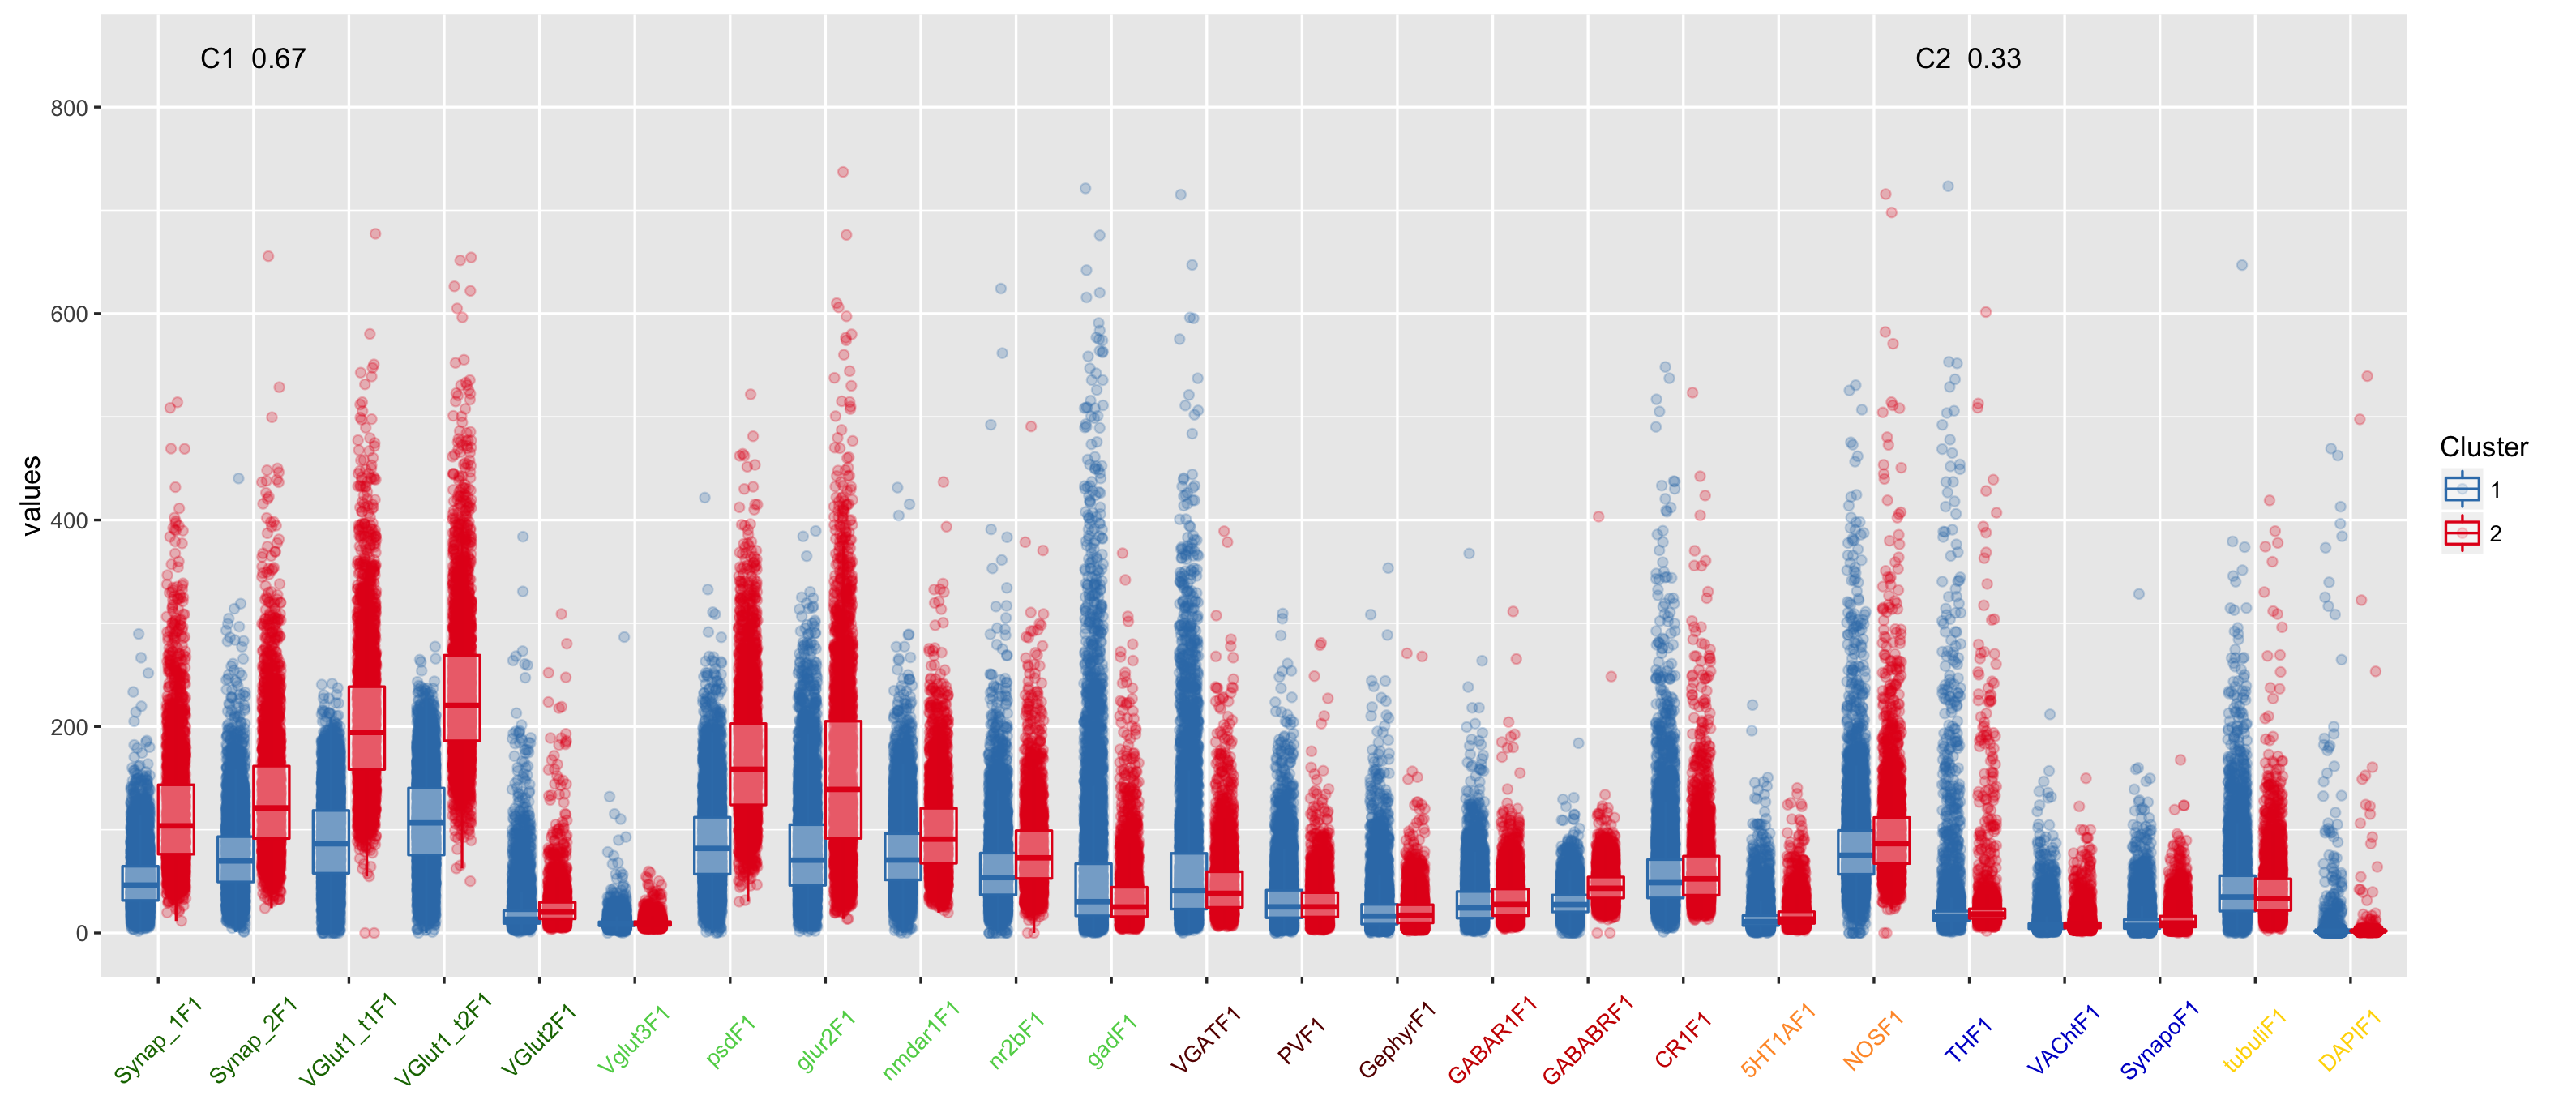 C1 0.67
C2 0.33
800
600
400
200
0
values
Synap_1F1
Synap_2F1
VGlut1_t1F1
VGlut1_t2F1
VGlut2F1
Vglut3F1
psdF1
glur2F1
nmdar1F1
nr2bF1
gadF1
VGATF1
PVF1
GephyrF1
GABAR1F1
GABABRF1
CR1F1
5HT1AF1
NOSF1
THF1
VAChtF1
SynapoF1
tubuliF1
DAPIF1
Cluster
1
2